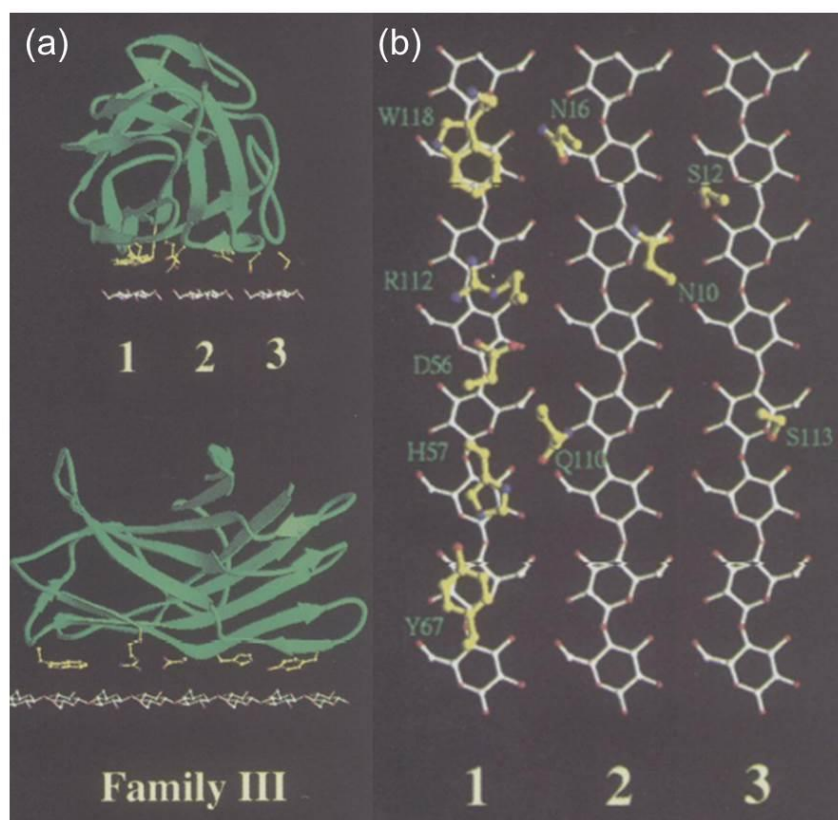 (a)
1 2 3
Family III
(b)
W118 N16
S12
R112 N10
D56
H57 Q110 S113
Y67
1 2 3